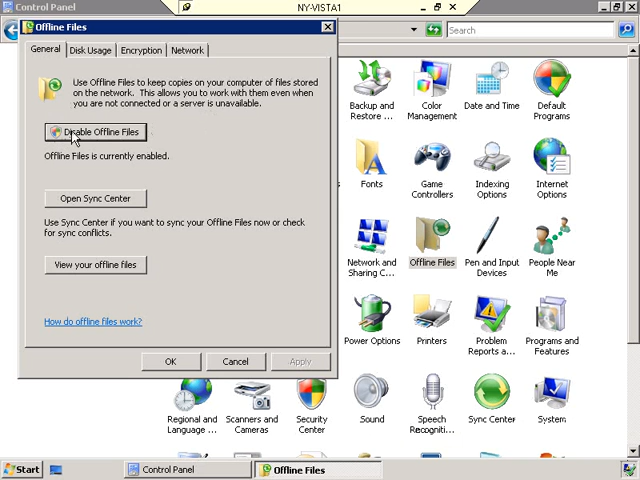 Control Panel
NY-VISTA1
Offline Files
Search
General
Disk Usage
Encryption
Network
Use Offline Files to keep copies on your computer of files stored
on the network. This allows you to work with them even when
you are not connected or a server is unavailable.
Disable Offline Files
Offline Files is currently enabled.
Open Sync Center
Use Sync Center if you want to sync your Offline Files now or check
for sync conflicts.
View your offline files
How do offline files work?
OK
Cancel
Apply
Backup and
Restore ...
Color
Management
Date and Time
Default
Programs
Fonts
Game
Controllers
Indexing
Options
Internet
Options
Network and
Sharing C...
Offline Files
Pen and Input
Devices
People Near
Me
Power Options
Printers
Problem
Reports a...
Programs and
Features
Regional and
Language ...
Scanners and
Cameras
Security
Center
Sound
Speech
Recogniti...
Sync Center
System
Start
Control Panel
Offline Files